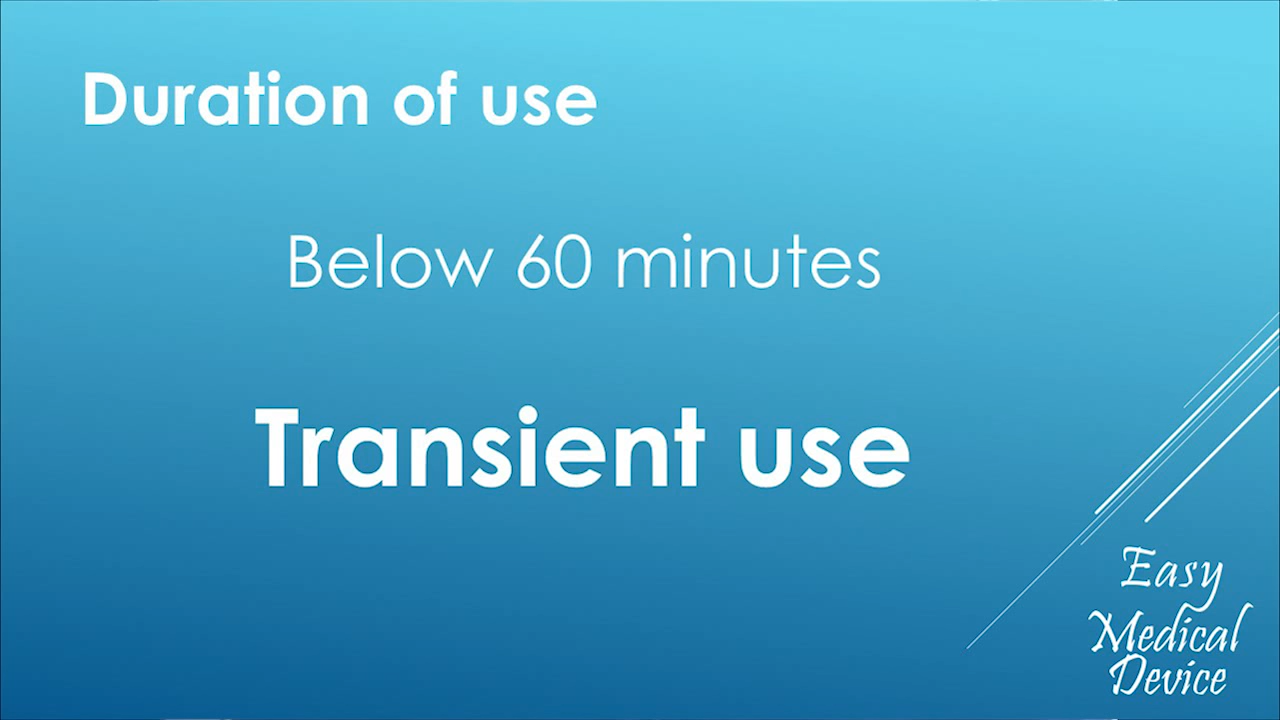 Duration of use
Below 60 minutes
Transient use
Easy
Medical
Device